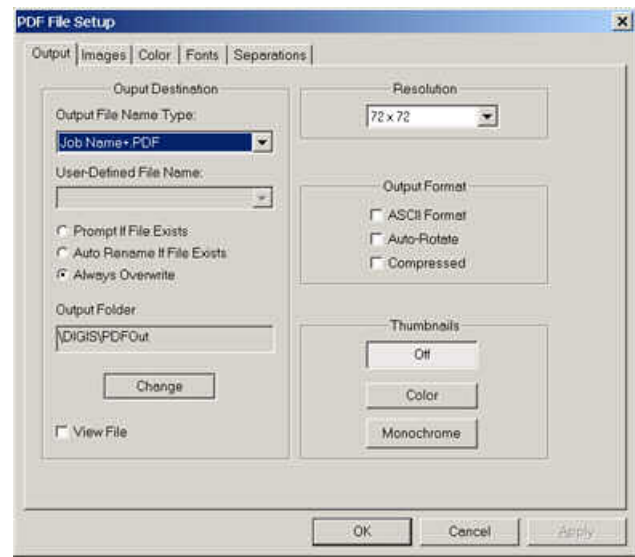 PDF File Setup
Output Images Color Fonts Separations
Ouput Destination
Output File Name Type:
Job Name+.PDF
User-Defined File Name:
Prompt If File Exists
Auto Rename If File Exists
Always Overwrite
Output Folder
\DIGIS\PDFOut
Change
View File
Resolution
72 x 72
Output Format
ASCII Format
Auto-Rotate
Compressed
Thumbnails
Off
Color
Monochrome
OK Cancel Apply